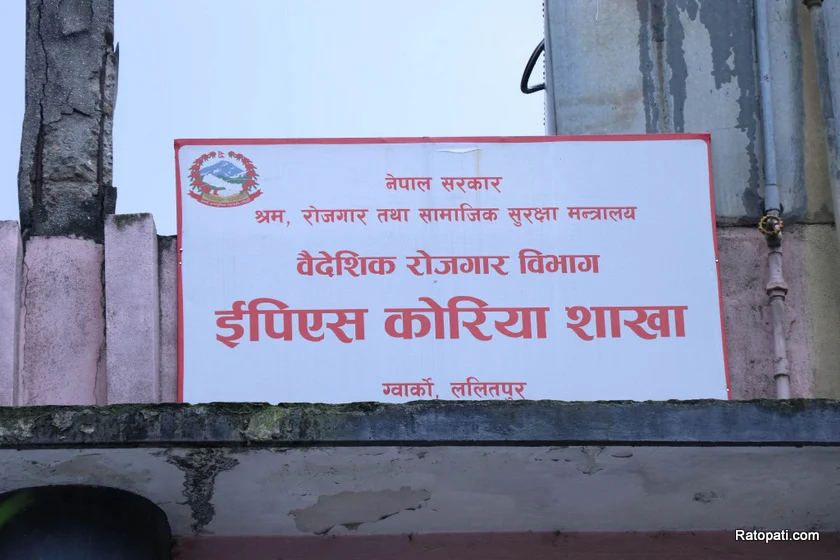 नेपाल सरकार
श्रम, रोजगार तथा सामाजिक सुरक्षा मन्त्रालय
वैदेशिक रोजगार विभाग
ईपिएस कोरिया शाखा
ग्वार्को, ललितपुर
Ratopati.com